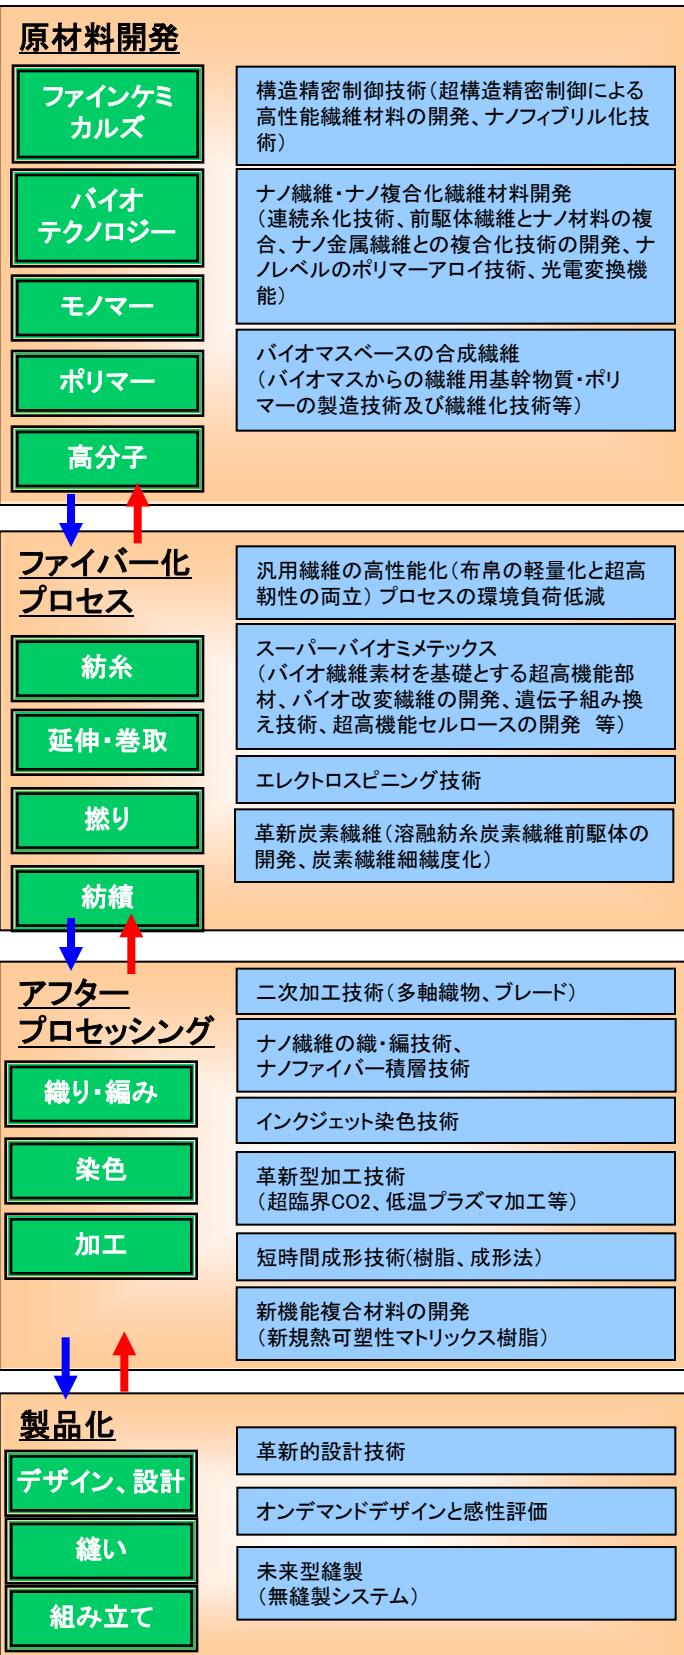 原材料開発
ファインケミ
カルズ
バイオ
テクノロジー
モノマー
ポリマー
高分子
構造精密制御技術（超構造精密制御による
高性能繊維材料の開発、ナノフィブリル化技
術）
ナノ繊維・ナノ複合化繊維材料開発
（連続糸化技術、前駆体繊維とナノ材料の複
合、ナノ金属繊維との複合化技術の開発、ナ
ノレベルのポリマーアロイ技術、光電変換機
能）
バイオマスベースの合成繊維
（バイオマスからの繊維用基幹物質・ポリ
マーの製造技術及び繊維化技術等）
ファイバー化
プロセス
紡糸
延伸・巻取
撚り
紡績
汎用繊維の高性能化（布帛の軽量化と超高
靭性の両立） プロセスの環境負荷低減
スーパーバイオミメテックス
（バイオ繊維素材を基礎とする超高機能部
材、バイオ改変繊維の開発、遺伝子組み換
え技術、超高機能セルロースの開発　等）
エレクトロスピニング技術
革新炭素繊維（溶融紡糸炭素繊維前駆体の
開発、炭素繊維細繊度化）
アフター
プロセッシング
織り・編み
染色
加工
二次加工技術（多軸織物、ブレード）
ナノ繊維の織・編技術、
ナノファイバー積層技術
インクジェット染色技術
革新型加工技術
（超臨界CO2、低温プラズマ加工等）
短時間成形技術(樹脂、成形法）
新機能複合材料の開発
（新規熱可塑性マトリックス樹脂）
製品化
デザイン、設計
縫い
組み立て
革新的設計技術
オンデマンドデザインと感性評価
未来型縫製
（無縫製システム）